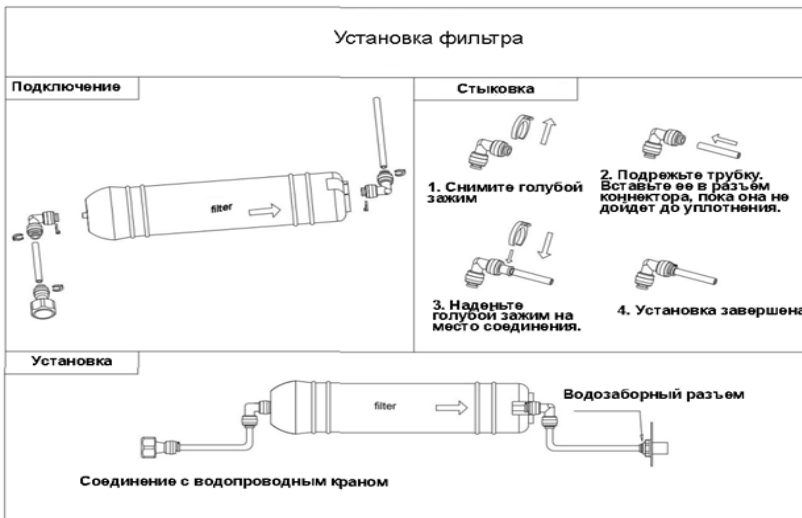 Установка фильтра
Подключение
filter
Стыковка
1. Снимите голубой
зажим
2. Подрежьте трубку.
Вставьте ее в разъем
коннектора, пока она не
дойдет до уплотнения.
3. Наденьте
голубой зажим на
место соединения.
4. Установка завершена
Установка
filter
Водозаборный разъем
Соединение с водопроводным краном